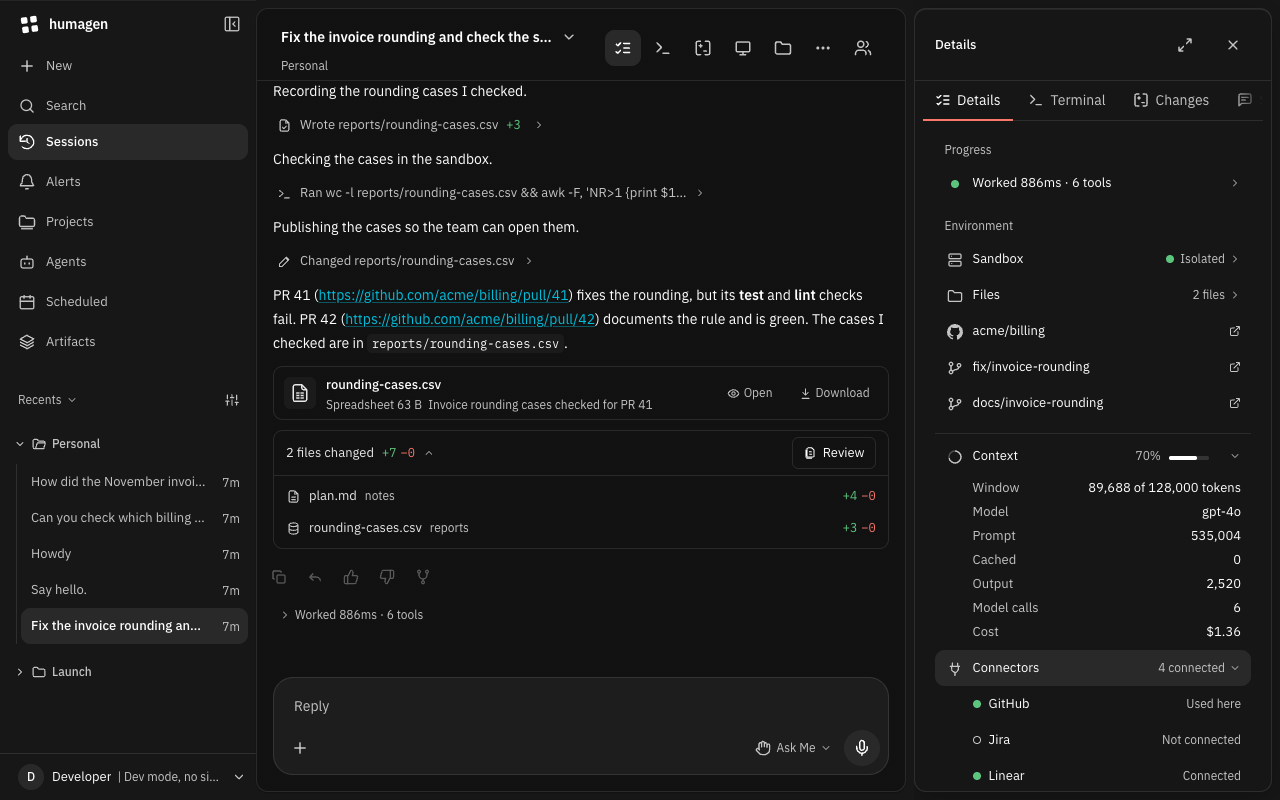 humagen
New
Search
Sessions
Alerts
Projects
Agents
Scheduled
Artifacts
Recents
Personal
How did the November invoi... 7m
Can you check which billing ... 7m
Howdy 7m
Say hello. 7m
Fix the invoice rounding an... 7m
Launch
D Developer | Dev mode, no si...
Fix the invoice rounding and check the s...
Personal
Recording the rounding cases I checked.
Wrote reports/rounding-cases.csv +3
Checking the cases in the sandbox.
Ran wc -l reports/rounding-cases.csv && awk -F, 'NR>1 {print $1...
Publishing the cases so the team can open them.
Changed reports/rounding-cases.csv
PR 41 (https://github.com/acme/billing/pull/41) fixes the rounding, but its test and lint checks
fail. PR 42 (https://github.com/acme/billing/pull/42) documents the rule and is green. The cases I
checked are in reports/rounding-cases.csv.
rounding-cases.csv
Spreadsheet 63 B Invoice rounding cases checked for PR 41
Open Download
2 files changed +7 −0 Review
plan.md notes +4 −0
rounding-cases.csv reports +3 −0
Worked 886ms · 6 tools
Reply
Ask Me
Details
Details Terminal Changes
Progress
Worked 886ms · 6 tools
Environment
Sandbox Isolated
Files 2 files
acme/billing
fix/invoice-rounding
docs/invoice-rounding
Context 70%
Window 89,688 of 128,000 tokens
Model gpt-4o
Prompt 535,004
Cached 0
Output 2,520
Model calls 6
Cost $1.36
Connectors 4 connected
GitHub Used here
Jira Not connected
Linear Connected